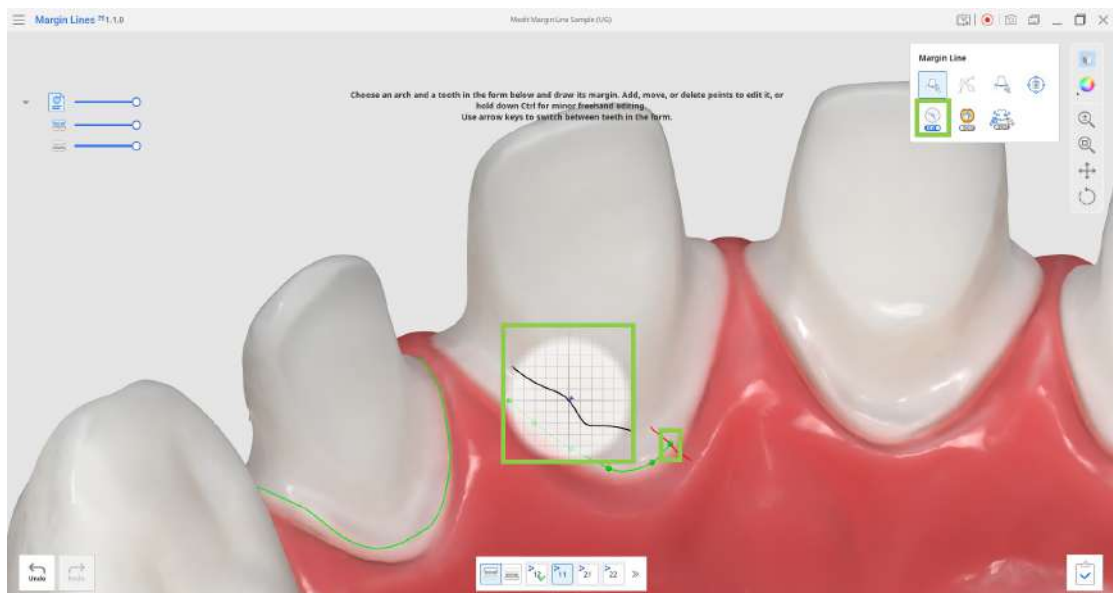 Margin Lines 1.1.0
Medit Margin Line Sample (UG)
Margin Line
Choose an arch and a tooth in the form below and draw its margin. Add, move, or delete points to edit it, or
hold down Ctrl for minor freehand editing.
Use arrow keys to switch between teeth in the form.
Undo
Redo
12
11
21
22